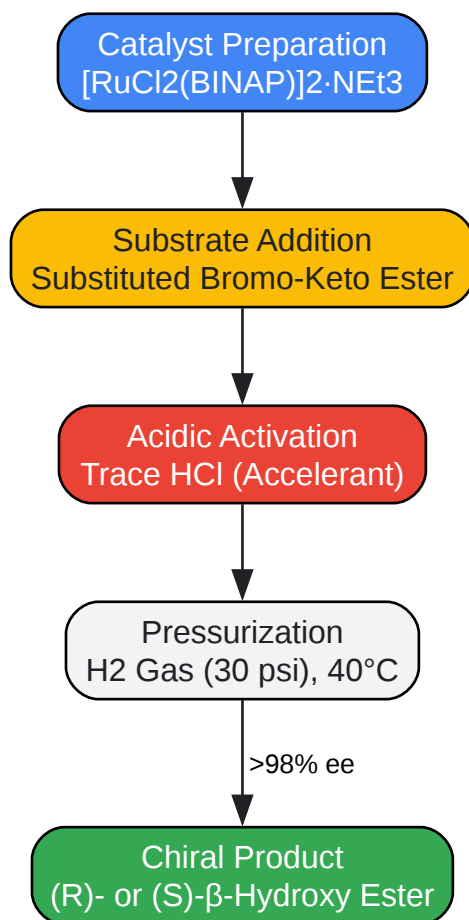 Catalyst Preparation
[RuCl2(BINAP)]2·NEt3
Substrate Addition
Substituted Bromo-Keto Ester
Acidic Activation
Trace HCl (Accelerant)
Pressurization
H2 Gas (30 psi), 40°C
>98% ee
Chiral Product
(R)- or (S)-β-Hydroxy Ester